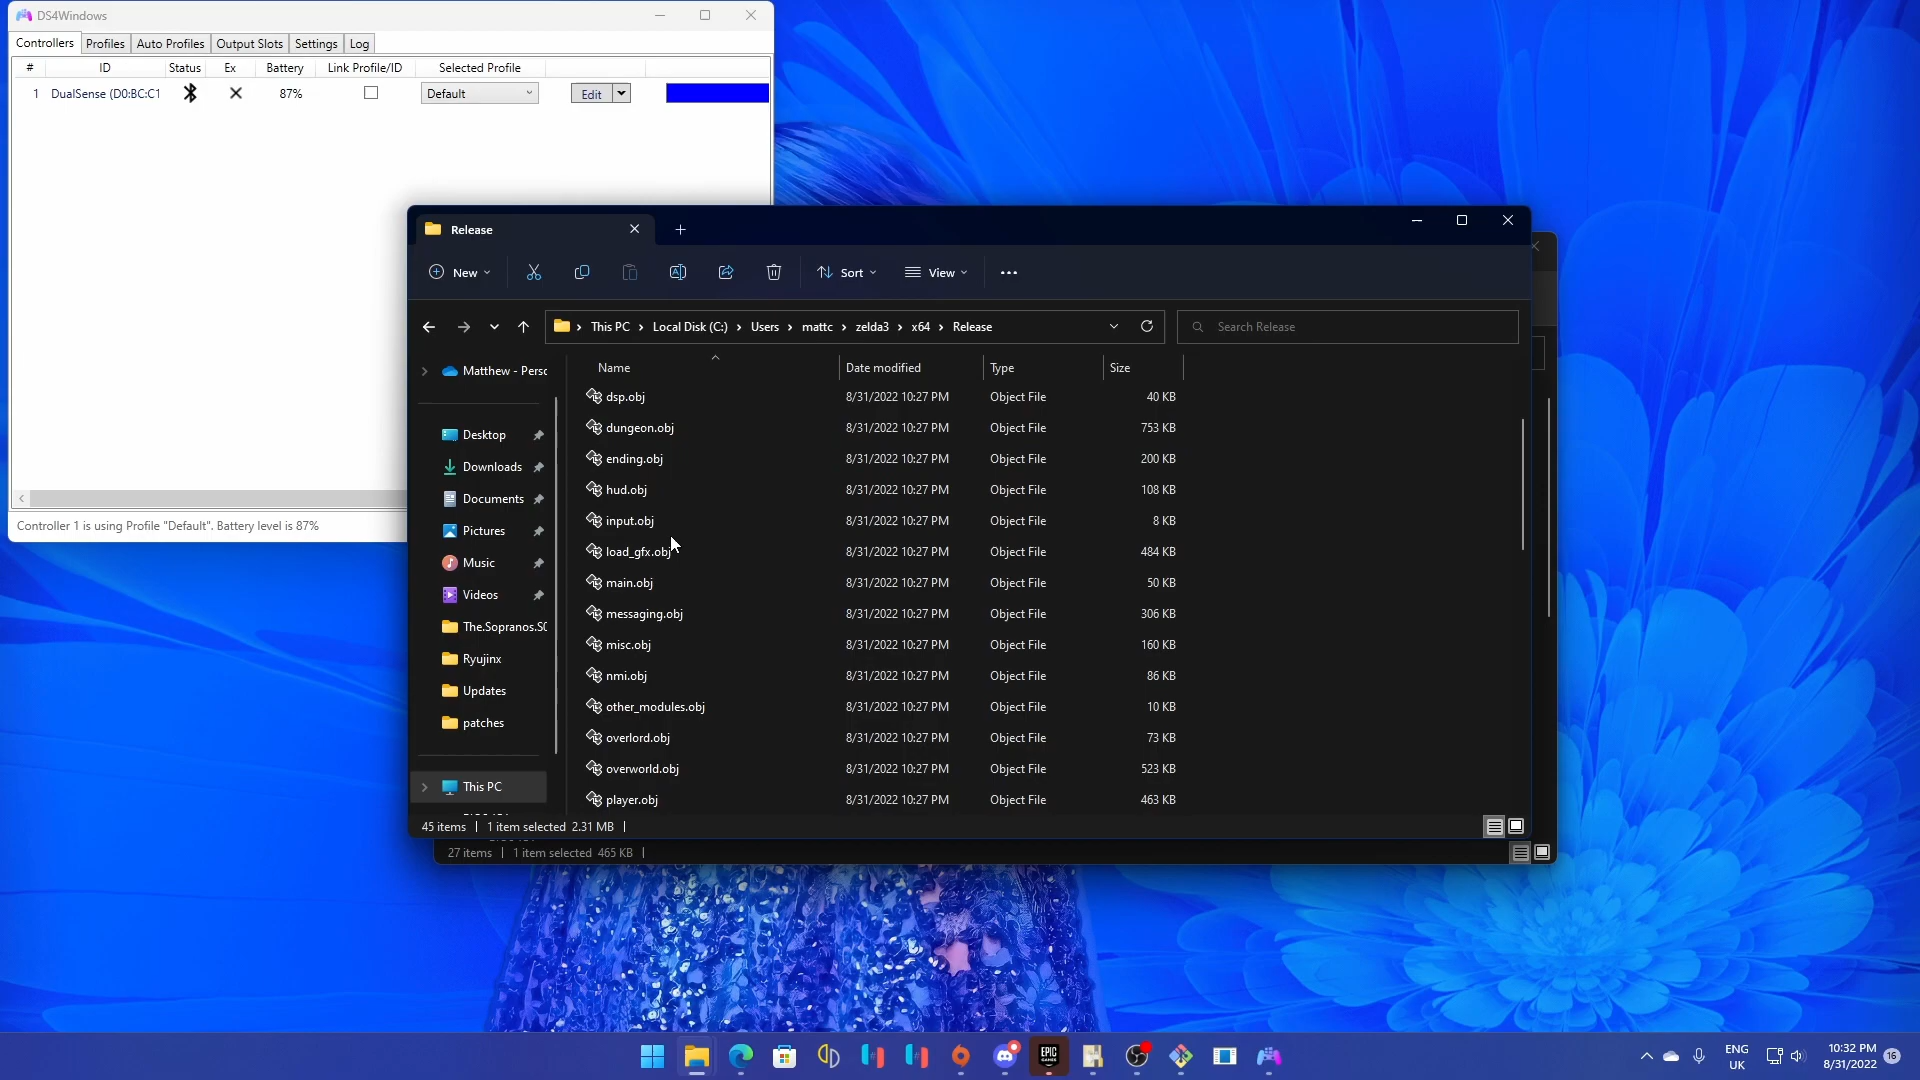 DS4Windows
Controllers Profiles Auto Profiles Output Slots Settings Log
# ID Status Ex Battery Link Profile/ID Selected Profile
1 DualSense (D0:BC:C1 87% Default Edit
Controller 1 is using Profile "Default". Battery level is 87%
Release
New Sort View
This PC Local Disk (C:) Users mattc zelda3 x64 Release
Search Release
Name Date modified Type Size
Matthew - Perso
Desktop
Downloads
Documents
Pictures
Music
Videos
The.Sopranos.S0
Ryujinx
Updates
patches
This PC
dsp.obj 8/31/2022 10:27 PM Object File 40 KB
dungeon.obj 8/31/2022 10:27 PM Object File 753 KB
ending.obj 8/31/2022 10:27 PM Object File 200 KB
hud.obj 8/31/2022 10:27 PM Object File 108 KB
input.obj 8/31/2022 10:27 PM Object File 8 KB
load_gfx.obj 8/31/2022 10:27 PM Object File 484 KB
main.obj 8/31/2022 10:27 PM Object File 50 KB
messaging.obj 8/31/2022 10:27 PM Object File 306 KB
misc.obj 8/31/2022 10:27 PM Object File 160 KB
nmi.obj 8/31/2022 10:27 PM Object File 86 KB
other_modules.obj 8/31/2022 10:27 PM Object File 10 KB
overlord.obj 8/31/2022 10:27 PM Object File 73 KB
overworld.obj 8/31/2022 10:27 PM Object File 523 KB
player.obj 8/31/2022 10:27 PM Object File 463 KB
45 items 1 item selected 2.31 MB
27 items 1 item selected 465 KB
EPIC
GAMES
ENG
UK
10:32 PM
8/31/2022
16